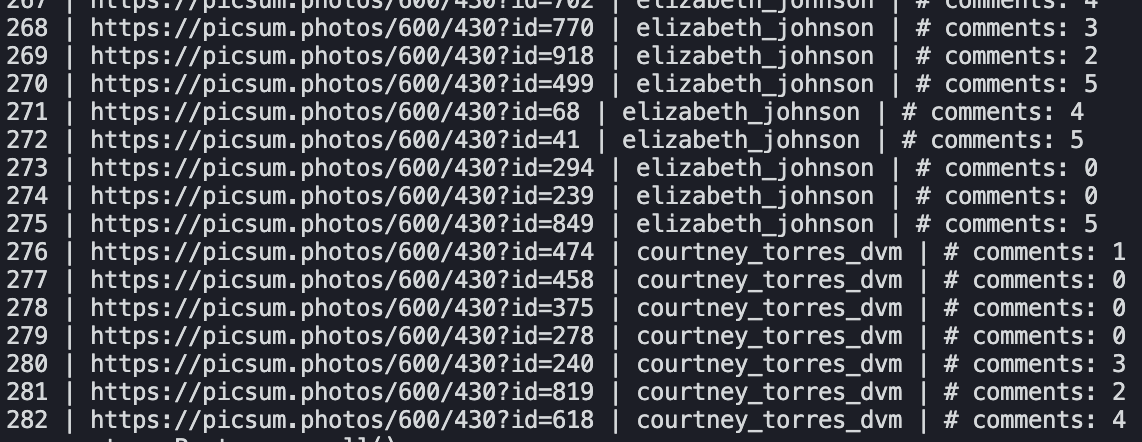 267 | https://picsum.photos/600/430?id=702 | elizabeth_johnson | # comments: 4
268 | https://picsum.photos/600/430?id=770 | elizabeth_johnson | # comments: 3
269 | https://picsum.photos/600/430?id=918 | elizabeth_johnson | # comments: 2
270 | https://picsum.photos/600/430?id=499 | elizabeth_johnson | # comments: 5
271 | https://picsum.photos/600/430?id=68 | elizabeth_johnson | # comments: 4
272 | https://picsum.photos/600/430?id=41 | elizabeth_johnson | # comments: 5
273 | https://picsum.photos/600/430?id=294 | elizabeth_johnson | # comments: 0
274 | https://picsum.photos/600/430?id=239 | elizabeth_johnson | # comments: 0
275 | https://picsum.photos/600/430?id=849 | elizabeth_johnson | # comments: 5
276 | https://picsum.photos/600/430?id=474 | courtney_torres_dvm | # comments: 1
277 | https://picsum.photos/600/430?id=458 | courtney_torres_dvm | # comments: 0
278 | https://picsum.photos/600/430?id=375 | courtney_torres_dvm | # comments: 0
279 | https://picsum.photos/600/430?id=278 | courtney_torres_dvm | # comments: 0
280 | https://picsum.photos/600/430?id=240 | courtney_torres_dvm | # comments: 3
281 | https://picsum.photos/600/430?id=819 | courtney_torres_dvm | # comments: 2
282 | https://picsum.photos/600/430?id=618 | courtney_torres_dvm | # comments: 4